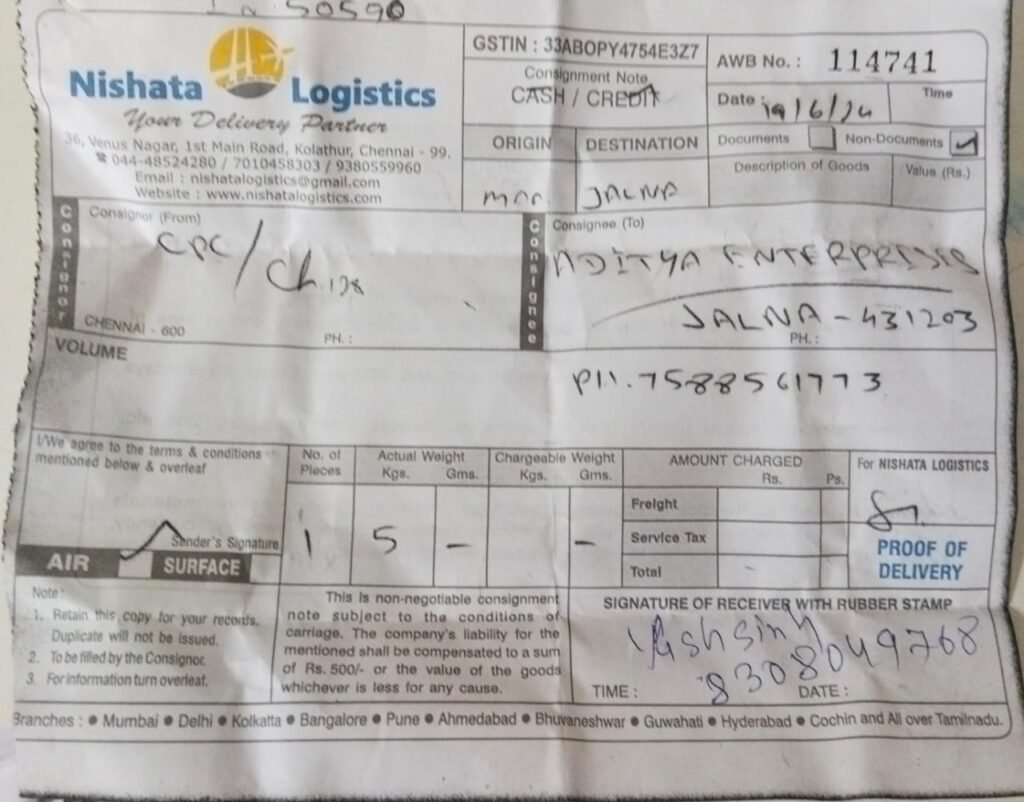 50590
Nishata Logistics
Your Delivery Partner
36, Venus Nagar, 1st Main Road, Kolathur, Chennai - 99.
☎ 044-48524280 / 7010458303 / 9380559960
Email : nishatalogistics@gmail.com
Website : www.nishatalogistics.com
GSTIN : 33ABOPY4754E3Z7
Consignment Note
CASH / CREDIT
AWB No. : 114741
Date : 19/6/24
Time
ORIGIN
DESTINATION
JALNA
Documents
Non-Documents
Description of Goods
Value (Rs.)
Consignor
Consignor (From)
CPC/
CHENNAI - 600
PH. :
Consignee
Consignee (To)
ADITYA ENTERPRISES
JALNA - 431203
PH. :
VOLUME
PH. 7588561773
I/We agree to the terms & conditions
mentioned below & overleaf
Sender's Signature
AIR
SURFACE
No. of
Pieces
1
Actual Weight
Kgs. Gms.
5 –
Chargeable Weight
Kgs. Gms.
–
AMOUNT CHARGED
Rs. Ps.
Freight
Service Tax
Total
For NISHATA LOGISTICS
PROOF OF
DELIVERY
Note :
1. Retain this copy for your records.
Duplicate will not be issued.
2. To be filled by the Consignor.
3. For information turn overleaf.
This is non-negotiable consignment
note subject to the conditions of
carriage. The company's liability for the
mentioned shall be compensated to a sum
of Rs. 500/- or the value of the goods
whichever is less for any cause.
SIGNATURE OF RECEIVER WITH RUBBER STAMP
8308049768
TIME :
DATE :
Branches : ● Mumbai ● Delhi ● Kolkatta ● Bangalore ● Pune ● Ahmedabad ● Bhuvaneshwar ● Guwahati ● Hyderabad ● Cochin and All over Tamilnadu.